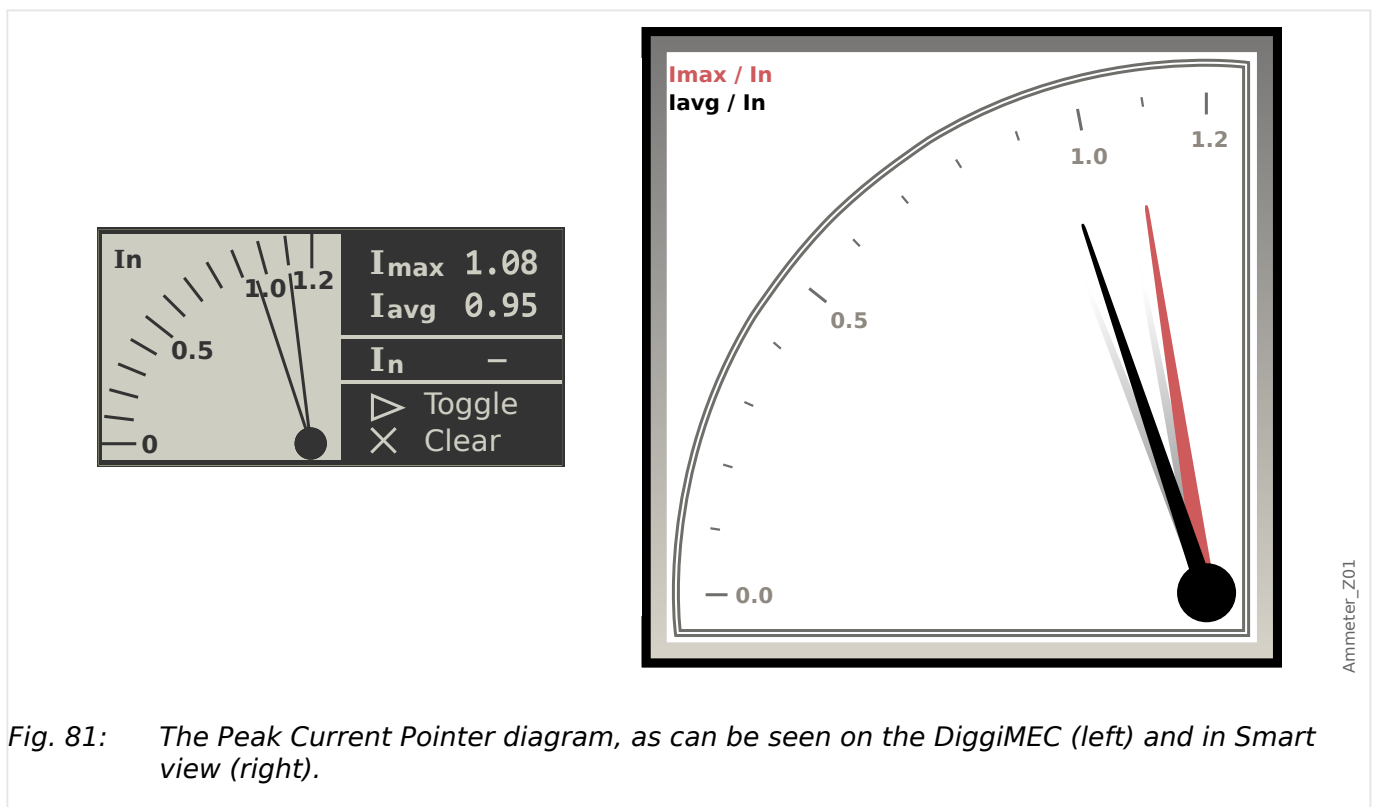 In
0
0.5
1.0
1.2
Imax 1.08
Iavg 0.95
In –
Toggle
Clear
Imax / In
Iavg / In
0.0
0.5
1.0
1.2
Ammeter_Z01
Fig. 81: The Peak Current Pointer diagram, as can be seen on the DiggiMEC (left) and in Smart
view (right).